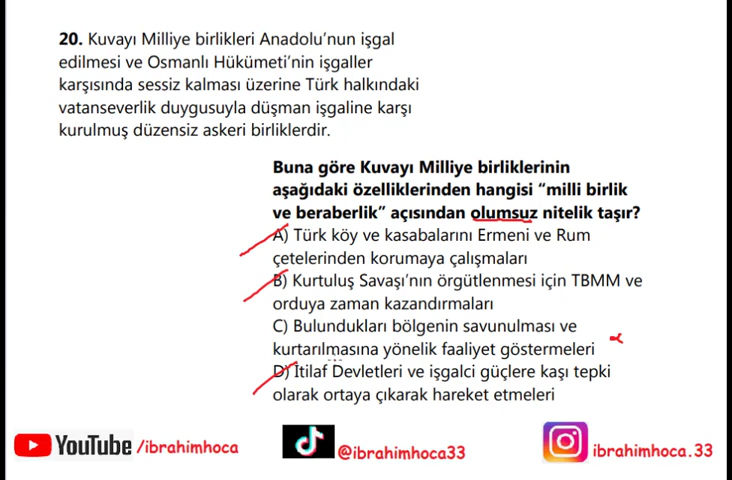 20. Kuvayı Milliye birlikleri Anadolu'nun işgal
edilmesi ve Osmanlı Hükümeti'nin işgaller
karşısında sessiz kalması üzerine Türk halkındaki
vatanseverlik duygusuyla düşman işgaline karşı
kurulmuş düzensiz askeri birliklerdir.
Buna göre Kuvayı Milliye birliklerinin
aşağıdaki özelliklerinden hangisi “milli birlik
ve beraberlik” açısından olumsuz nitelik taşır?
A) Türk köy ve kasabalarını Ermeni ve Rum
çetelerinden korumaya çalışmaları
B) Kurtuluş Savaşı'nın örgütlenmesi için TBMM ve
orduya zaman kazandırmaları
C) Bulundukları bölgenin savunulması ve
kurtarılmasına yönelik faaliyet göstermeleri
D) İtilaf Devletleri ve işgalci güçlere kaşı tepki
olarak ortaya çıkarak hareket etmeleri
YouTube /ibrahimhoca
@ibrahimhoca33
ibrahimhoca.33